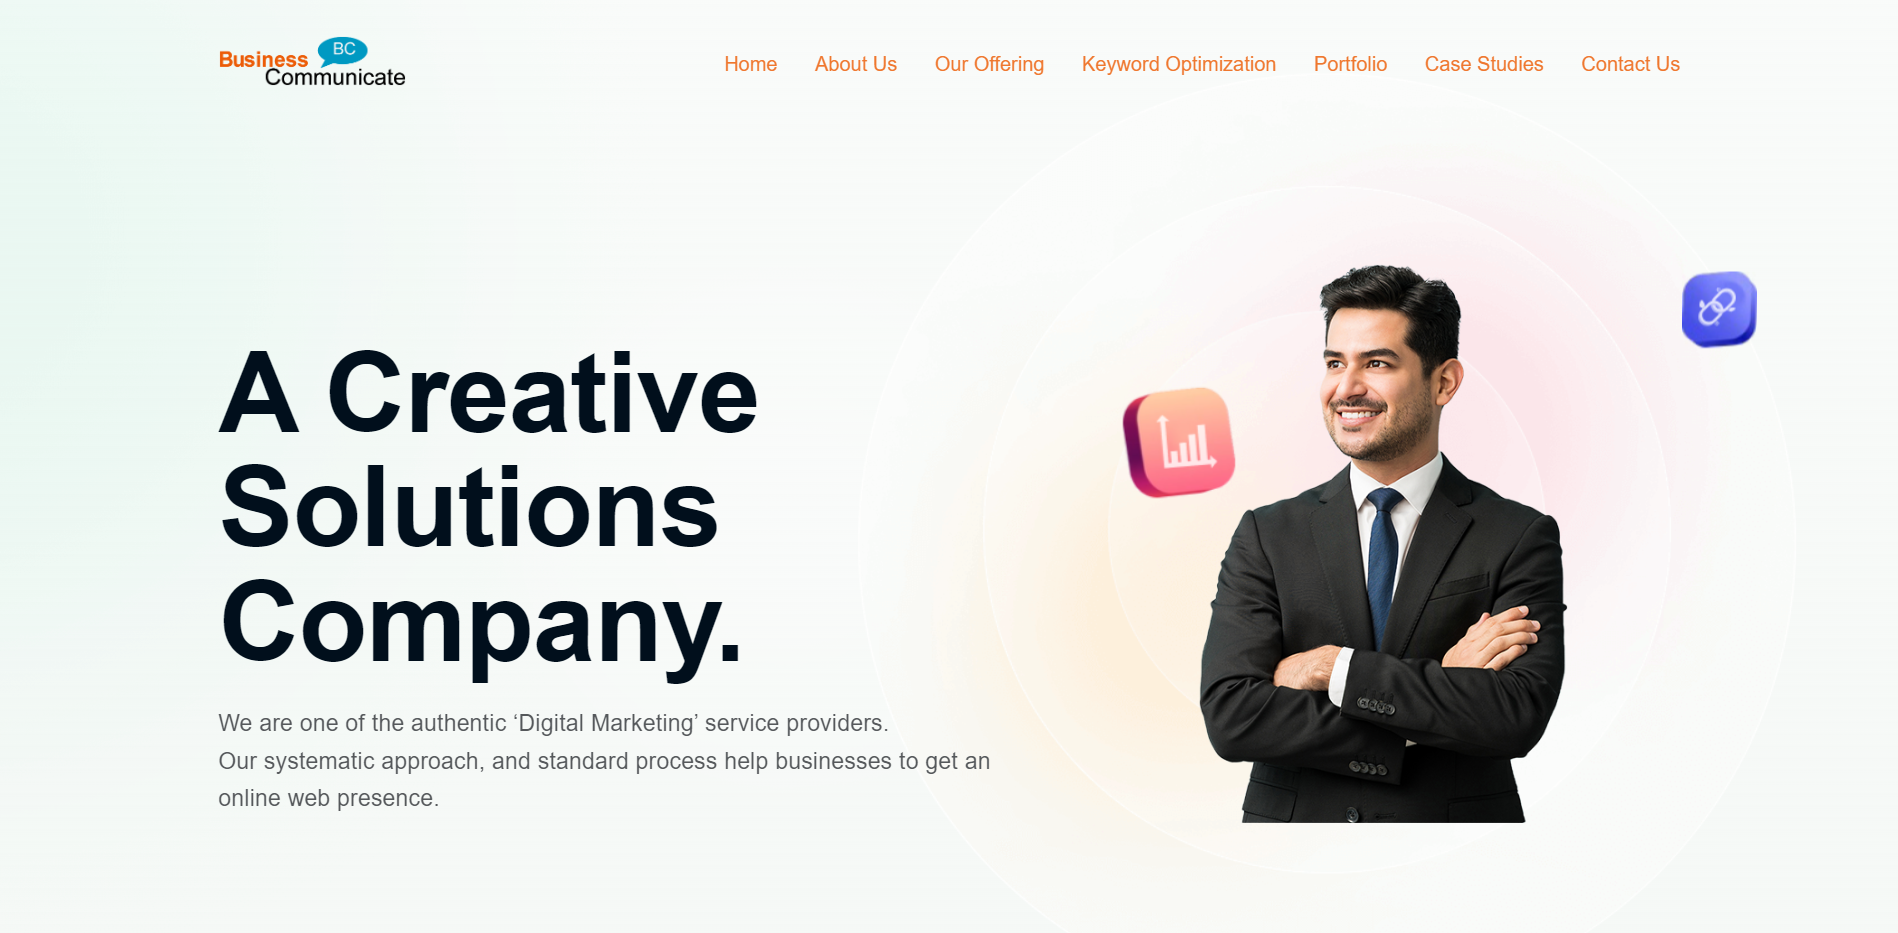 Business
BC
Communicate
Home
About Us
Our Offering
Keyword Optimization
Portfolio
Case Studies
Contact Us
A Creative
Solutions
Company.
We are one of the authentic ‘Digital Marketing’ service providers.
Our systematic approach, and standard process help businesses to get an
online web presence.